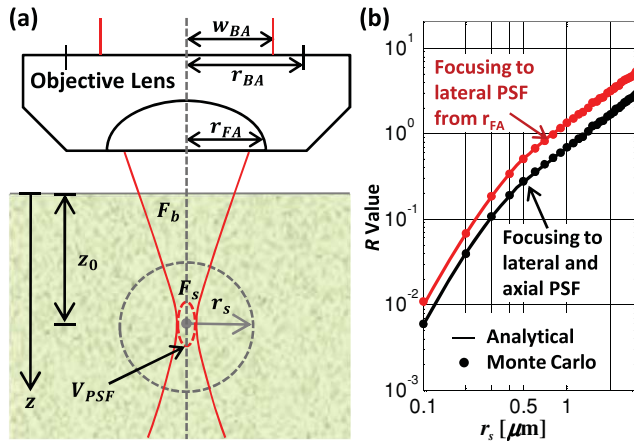 (a)
w_BA
r_BA
Objective Lens
r_FA
F_b
z_0
F_s
r_s
V_PSF
z
(b)
10^1
10^0
10^-1
10^-2
10^-3
R Value
Focusing to
lateral PSF
from r_FA
Focusing to
lateral and
axial PSF
Analytical
Monte Carlo
0.1
0.5
1
r_s [μm]